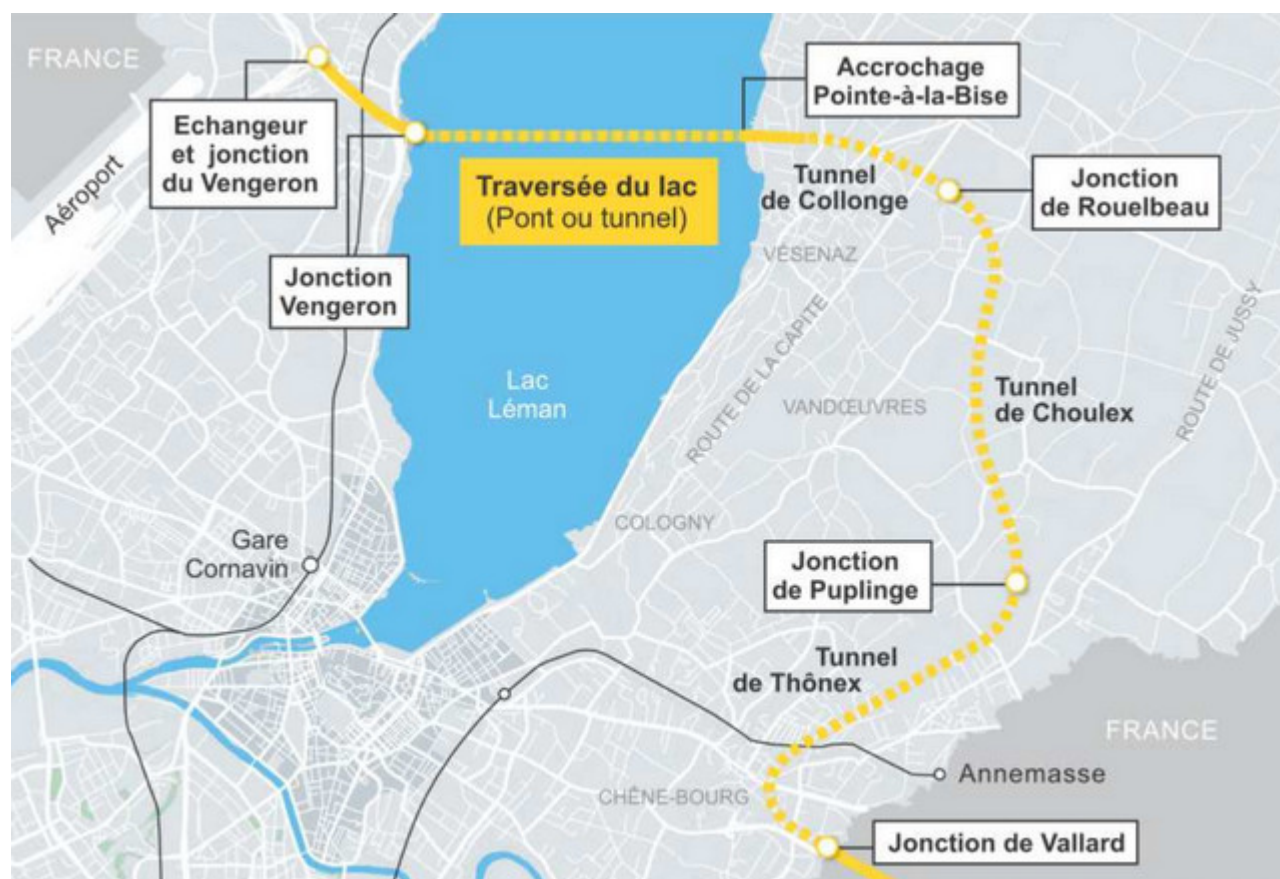 FRANCE
Echangeur
et jonction
du Vengeron
Aéroport
Jonction
Vengeron
Traversée du lac
(Pont ou tunnel)
Accrochage
Pointe-à-la-Bise
Tunnel
de Collonge
Jonction
de Rouelbeau
VÉSENAZ
ROUTE DE LA CAPITE
ROUTE DE JUSSY
Lac
Léman
VANDŒUVRES
Tunnel
de Choulex
COLOGNY
Gare
Cornavin
Jonction
de Puplinge
Tunnel
de Thônex
FRANCE
Annemasse
CHÊNE-BOURG
Jonction de Vallard